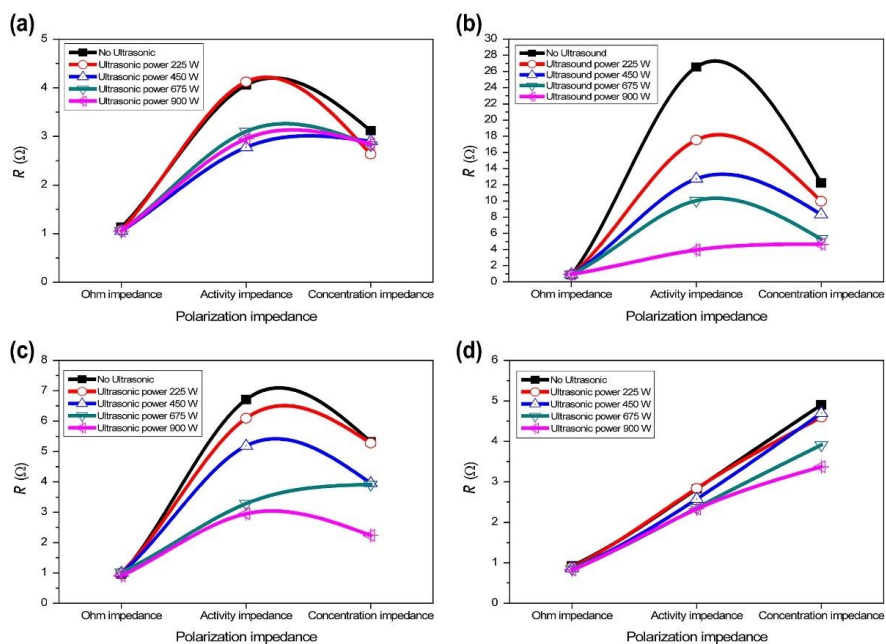 (a)
5
4
3
2
1
0
R (Ω)
No Ultrasonic
Ultrasonic power 225 W
Ultrasonic power 450 W
Ultrasonic power 675 W
Ultrasonic power 900 W
Ohm impedance
Activity impedance
Concentration impedance
Polarization impedance
(b)
30
28
26
24
22
20
18
16
14
12
10
8
6
4
2
0
R (Ω)
No Ultrasound
Ultrasound power 225 W
Ultrasound power 450 W
Ultrasound power 675 W
Ultrasound power 900 W
Ohm impedance
Activity impedance
Concentration impedance
Polarization impedance
(c)
8
7
6
5
4
3
2
1
0
R (Ω)
No Ultrasonic
Ultrasonic power 225 W
Ultrasonic power 450 W
Ultrasonic power 675 W
Ultrasonic power 900 W
Ohm impedance
Activity impedance
Concentration impedance
Polarization impedance
(d)
6
5
4
3
2
1
0
R (Ω)
No Ultrasonic
Ultrasonic power 225 W
Ultrasonic power 450 W
Ultrasonic power 675 W
Ultrasonic power 900 W
Ohm impedance
Activity impedance
Concentration impedance
Polarization impedance